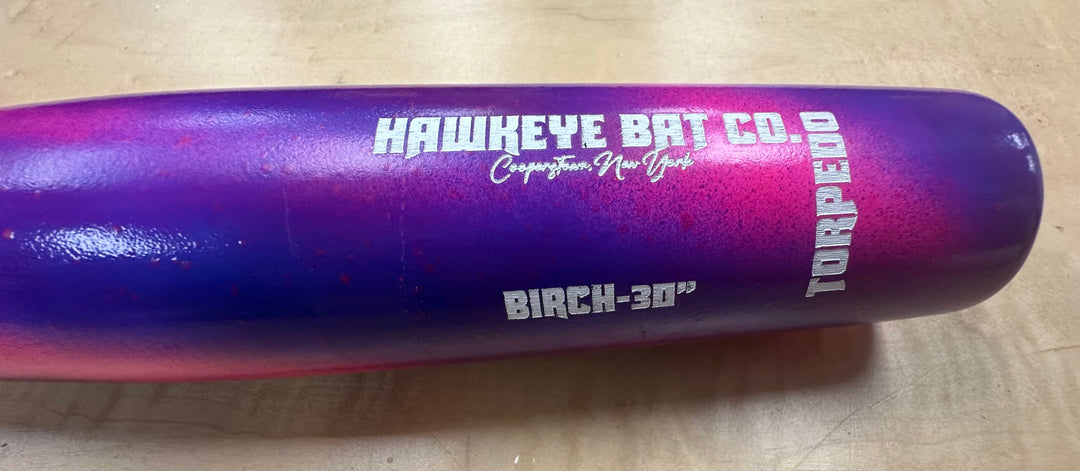 HAWKEYE BAT CO.
Cooperstown, New York
BIRCH-30"
TORPEDO